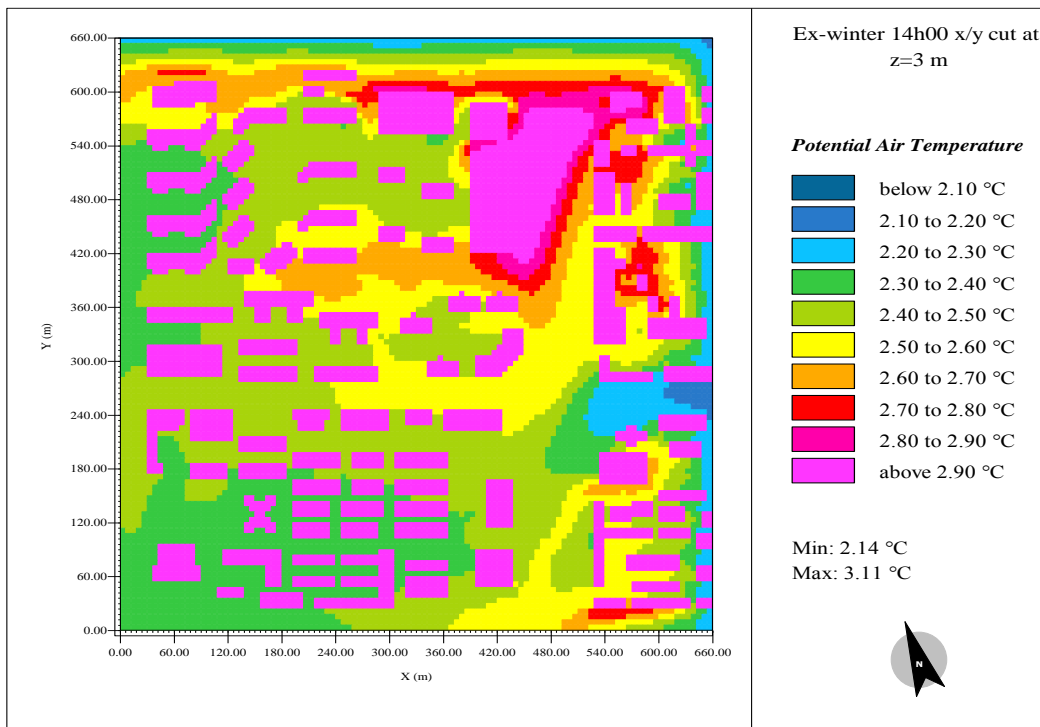 Ex-winter 14h00 x/y cut at
z=3 m
Potential Air Temperature
below 2.10 °C
2.10 to 2.20 °C
2.20 to 2.30 °C
2.30 to 2.40 °C
2.40 to 2.50 °C
2.50 to 2.60 °C
2.60 to 2.70 °C
2.70 to 2.80 °C
2.80 to 2.90 °C
above 2.90 °C
Min: 2.14 °C
Max: 3.11 °C
N
660.00
600.00
540.00
480.00
420.00
360.00
300.00
240.00
180.00
120.00
60.00
0.00
Y (m)
0.00 60.00 120.00 180.00 240.00 300.00 360.00 420.00 480.00 540.00 600.00 660.00
X (m)